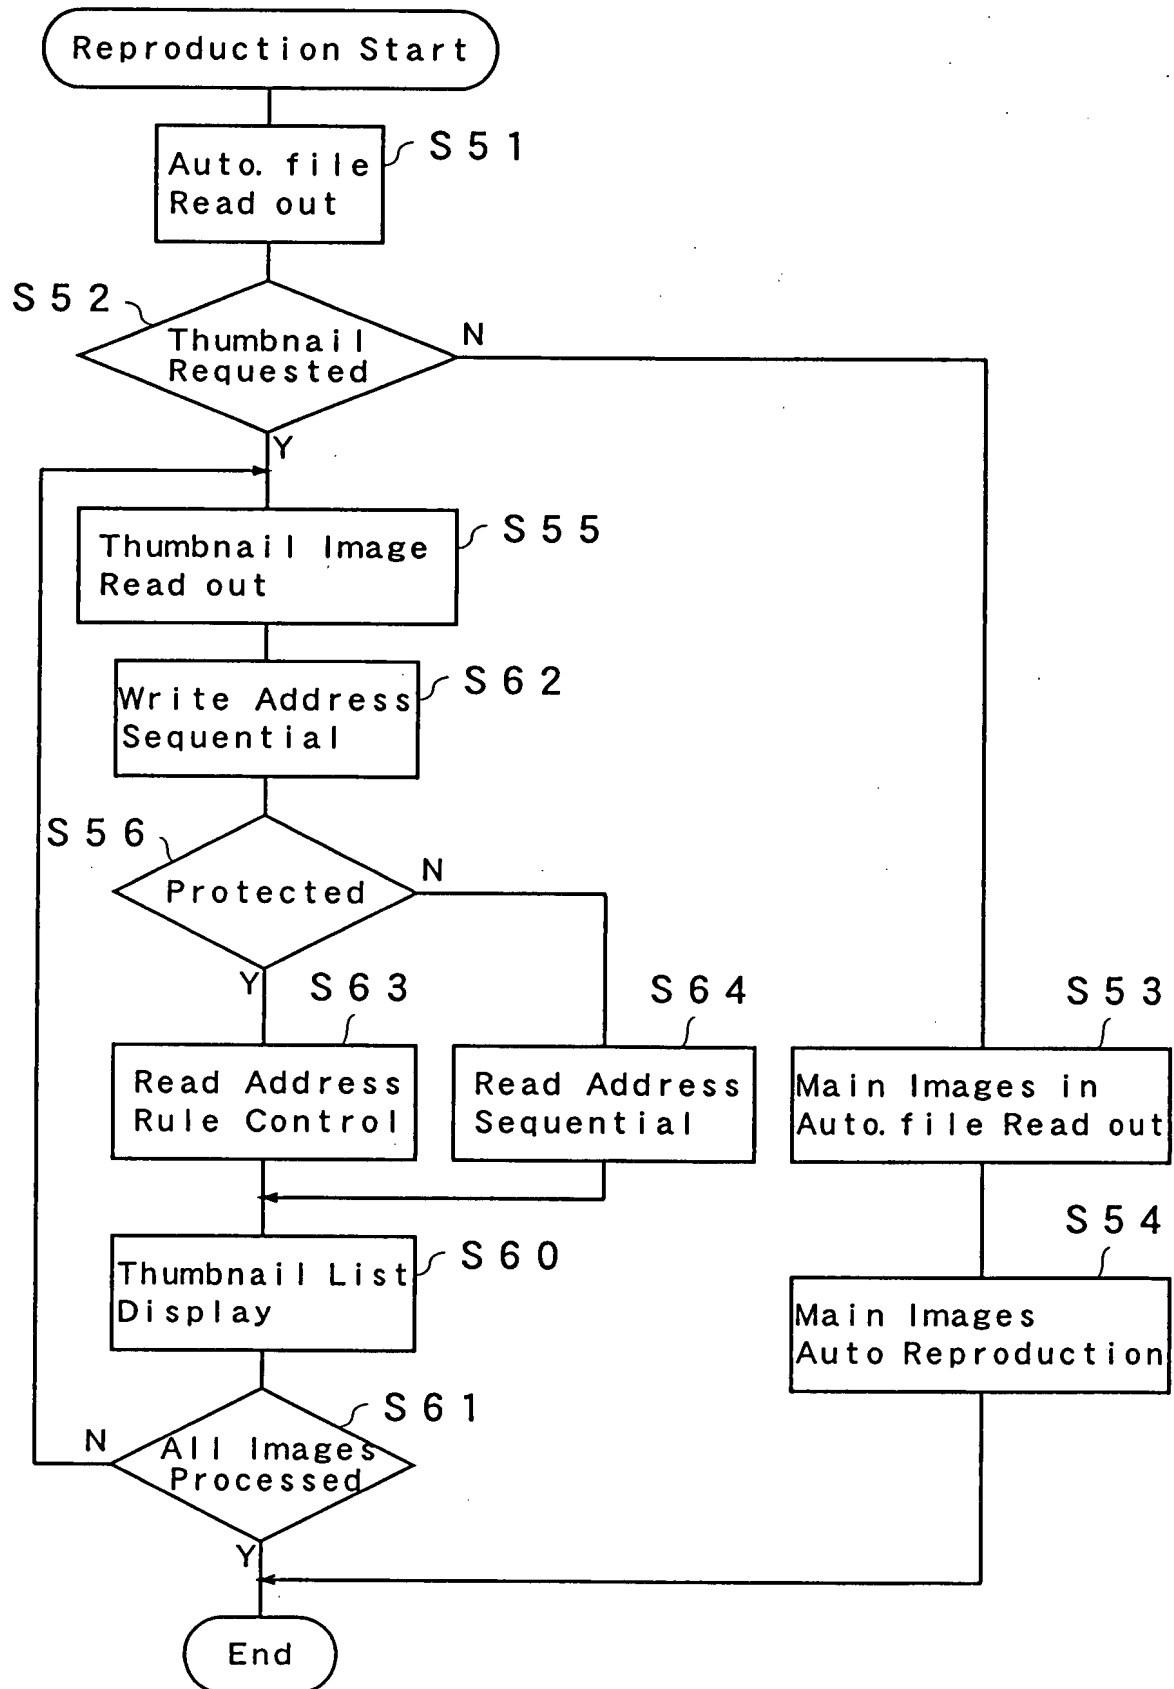 Reproduction Start
S51
Auto. file
Read out
S52
Thumbnail
Requested
N
Y
S55
Thumbnail Image
Read out
S62
Write Address
Sequential
S56
Protected
N
Y
S63
S64
S53
Read Address
Rule Control
Read Address
Sequential
Main Images in
Auto. file Read out
S60
Thumbnail List
Display
S54
Main Images
Auto Reproduction
S61
All Images
Processed
N
Y
End